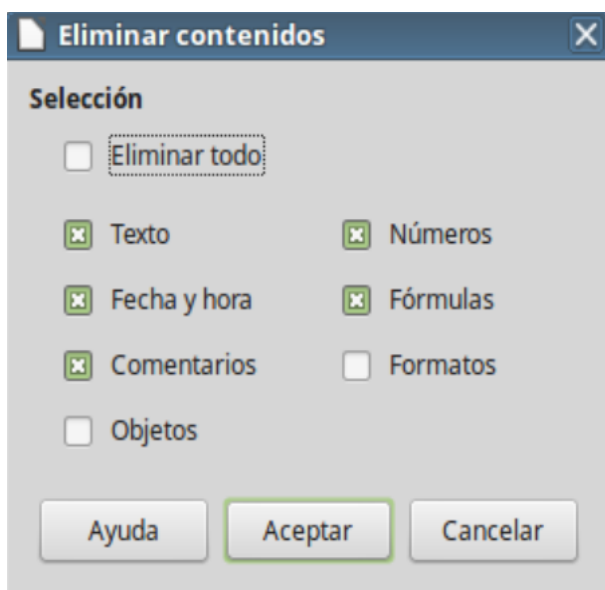 Eliminar contenidos
Selección
Eliminar todo
Texto Números
Fecha y hora Fórmulas
Comentarios Formatos
Objetos
Ayuda Aceptar Cancelar